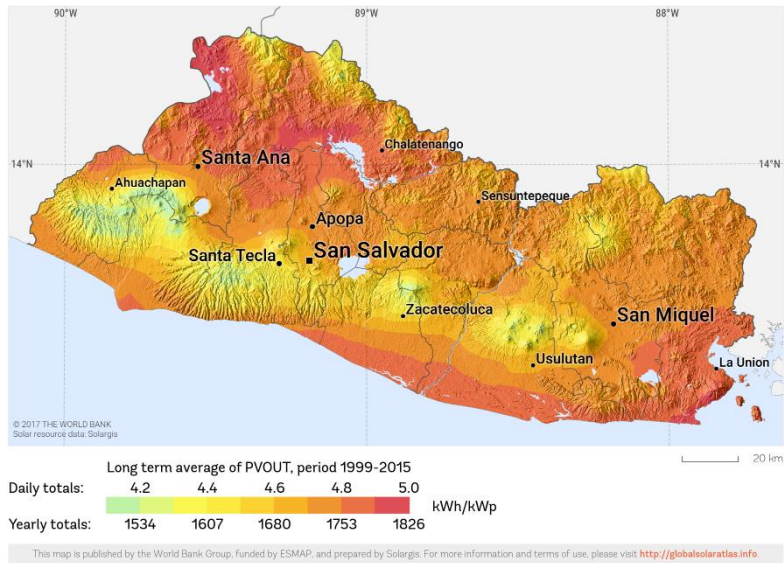 90°W
89°W
88°W
14°N
14°N
Chalatenango
Santa Ana
Ahuachapan
Sensuntepeque
Apopa
San Salvador
Santa Tecla
Zacatecoluca
San Miquel
Usulutan
La Union
© 2017 THE WORLD BANK
Solar resource data: Solargis
20 km
Long term average of PVOUT, period 1999-2015
Daily totals: 4.2 4.4 4.6 4.8 5.0
kWh/kWp
Yearly totals: 1534 1607 1680 1753 1826
This map is published by the World Bank Group, funded by ESMAP, and prepared by Solargis. For more information and terms of use, please visit http://globalsolaratlas.info.